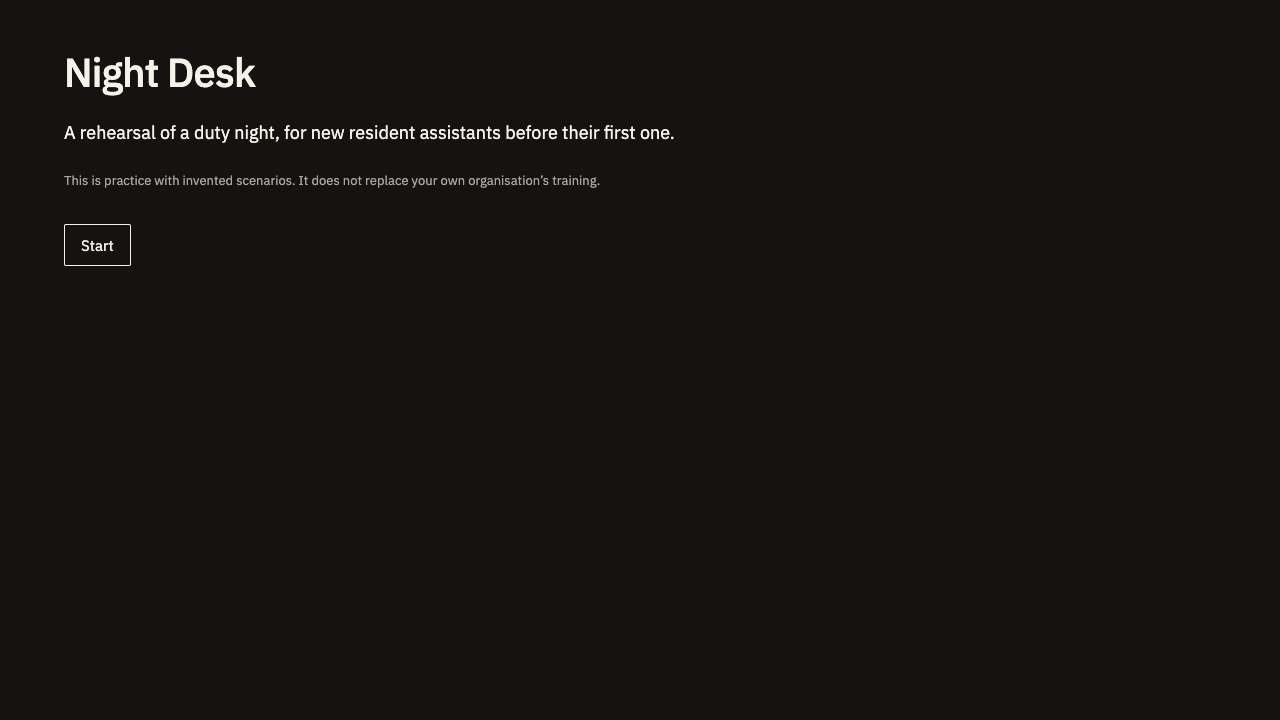 Night Desk
A rehearsal of a duty night, for new resident assistants before their first one.
This is practice with invented scenarios. It does not replace your own organisation’s training.
Start